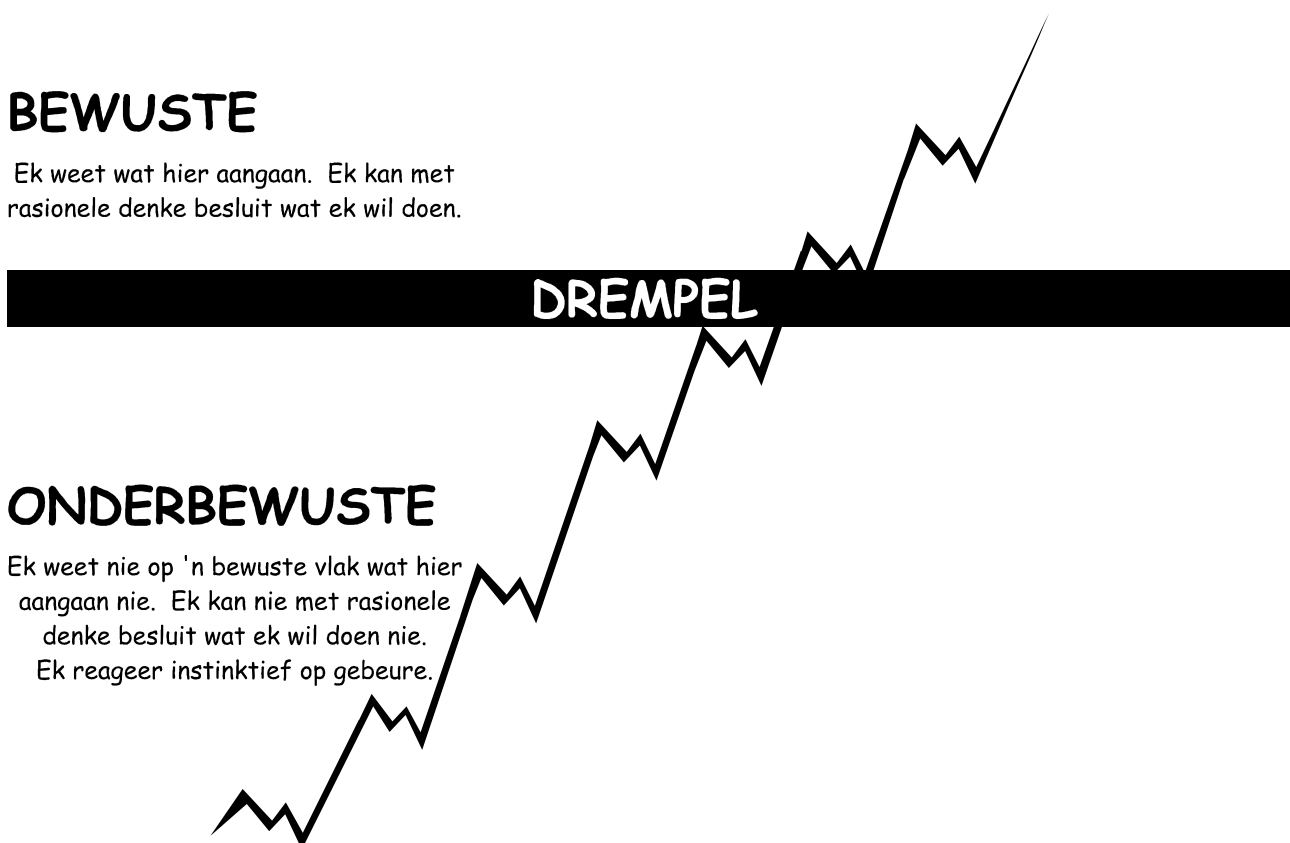 BEWUSTE
Ek weet wat hier aangaan.  Ek kan met
rasionele denke besluit wat ek wil doen.
DREMPEL
ONDERBEWUSTE
Ek weet nie op 'n bewuste vlak wat hier
aangaan nie.  Ek kan nie met rasionele
denke besluit wat ek wil doen nie.
Ek reageer instinktief op gebeure.